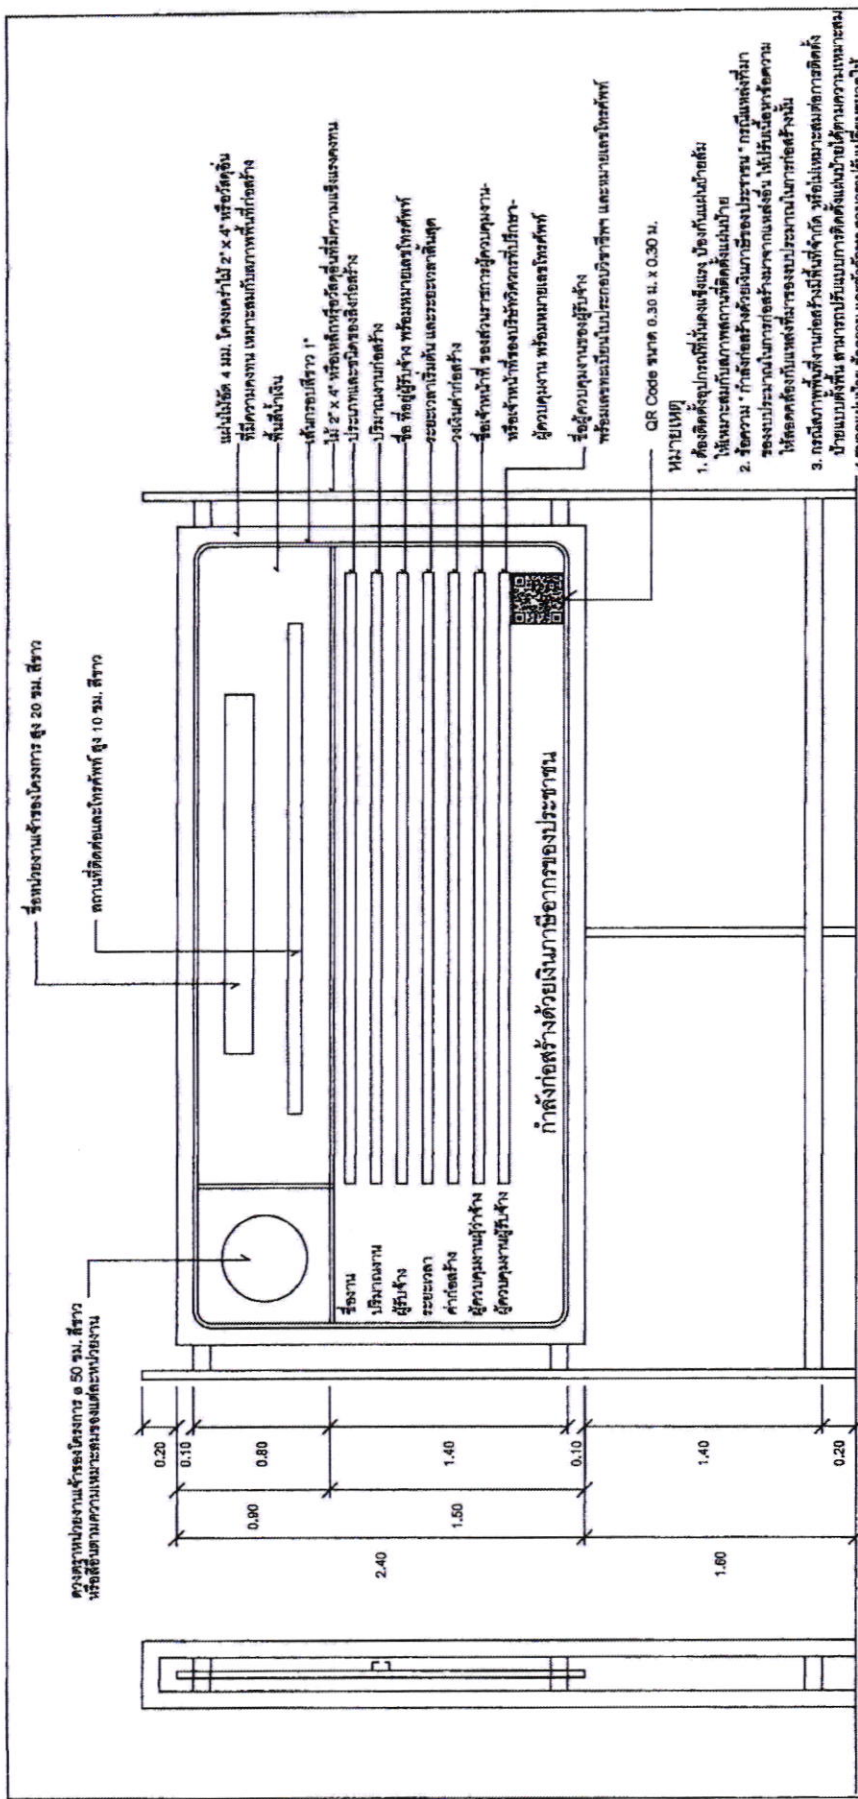 ดวงตราหน่วยงานเจ้าของโครงการ ø 50 ซม. สีขาว
หรือสีอื่นตามความเหมาะสมของแต่ละหน่วยงาน
ชื่อหน่วยงานเจ้าของโครงการ สูง 20 ซม. สีขาว
สถานที่ติดต่อและโทรศัพท์ สูง 10 ซม. สีขาว
แผ่นไม้อัด 4 มม. โครงเคร่าไม้ 2" x 4" หรือวัสดุอื่น
ที่มีความคงทน เหมาะสมกับสภาพพื้นที่ก่อสร้าง
พื้นสีน้ำเงิน
เส้นกรอบสีขาว 1"
ไม้ 2" x 4" หรือเหล็กหรือวัสดุอื่นที่มีความแข็งแรงคงทน
ประเภทและชนิดของสิ่งก่อสร้าง
ปริมาณงานก่อสร้าง
ชื่อ ที่อยู่ผู้รับจ้าง พร้อมหมายเลขโทรศัพท์
ระยะเวลาเริ่มต้น และระยะเวลาสิ้นสุด
วงเงินค่าก่อสร้าง
ชื่อเจ้าหน้าที่ ของส่วนราชการผู้ควบคุมงาน-
หรือเจ้าหน้าที่ของบริษัทวิศวกรที่ปรึกษา-
ผู้ควบคุมงาน พร้อมหมายเลขโทรศัพท์
ชื่อผู้ควบคุมงานของผู้รับจ้าง
พร้อมเลขทะเบียนใบประกอบวิชาชีพฯ และหมายเลขโทรศัพท์
QR Code ขนาด 0.30 ม. x 0.30 ม.
ชื่องาน
ปริมาณงาน
ผู้รับจ้าง
ระยะเวลา
ค่าก่อสร้าง
ผู้ควบคุมงานผู้ว่าจ้าง
ผู้ควบคุมงานผู้รับจ้าง
กำลังก่อสร้างด้วยเงินภาษีอากรของประชาชน
0.20
0.10
0.80
1.40
0.10
1.40
0.20
0.90
1.50
2.40
1.60
หมายเหตุ
1. ต้องติดตั้งอุปกรณ์ที่มั่นคงแข็งแรง ป้องกันแผ่นป้ายล้ม
ให้เหมาะสมกับสภาพสถานที่ติดตั้งแผ่นป้าย
2. ข้อความ "กำลังก่อสร้างด้วยเงินภาษีของประชาชน" กรณีแหล่งที่มา
ของงบประมาณในการก่อสร้างมาจากแหล่งอื่น ให้ปรับเนื้อหาข้อความ
ให้สอดคล้องกับแหล่งที่มาของงบประมาณในการก่อสร้างนั้น
3. กรณีสภาพพื้นที่งานก่อสร้างมีพื้นที่จำกัด หรือไม่เหมาะสมต่อการติดตั้ง
ป้ายแบบตั้งพื้น สามารถปรับแบบการติดตั้งแผ่นป้ายได้ตามความเหมาะสม